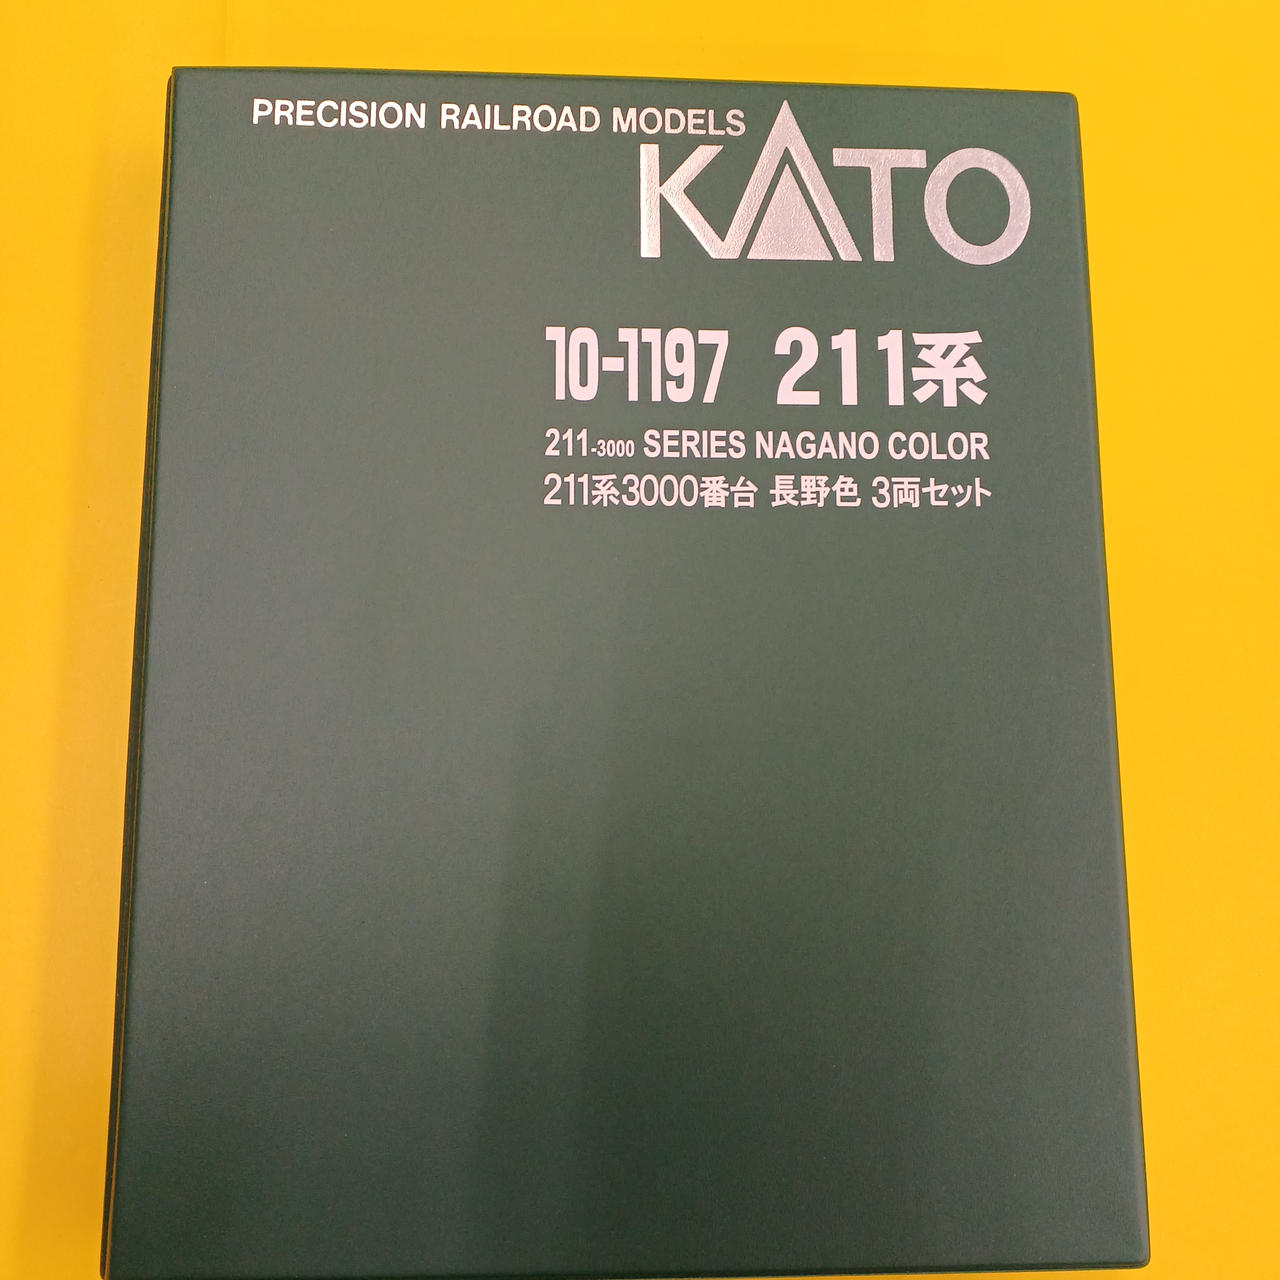 PRECISION RAILROAD MODELS
KATO
10-1197 211系
211-3000 SERIES NAGANO COLOR
211系3000番台 長野色 3両セット